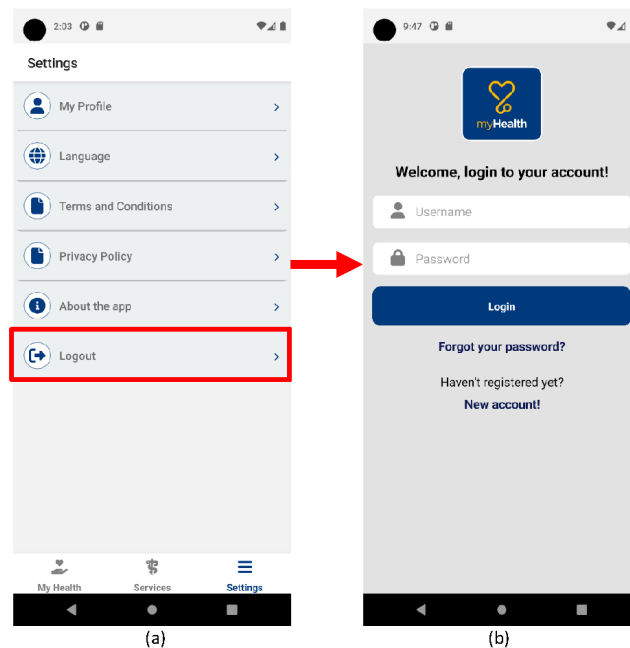 2:03
Settings
My Profile
Language
Terms and Conditions
Privacy Policy
About the app
Logout
My Health Services Settings
(a)
9:47
myHealth
Welcome, login to your account!
Username
Password
Login
Forgot your password?
Haven't registered yet?
New account!
(b)